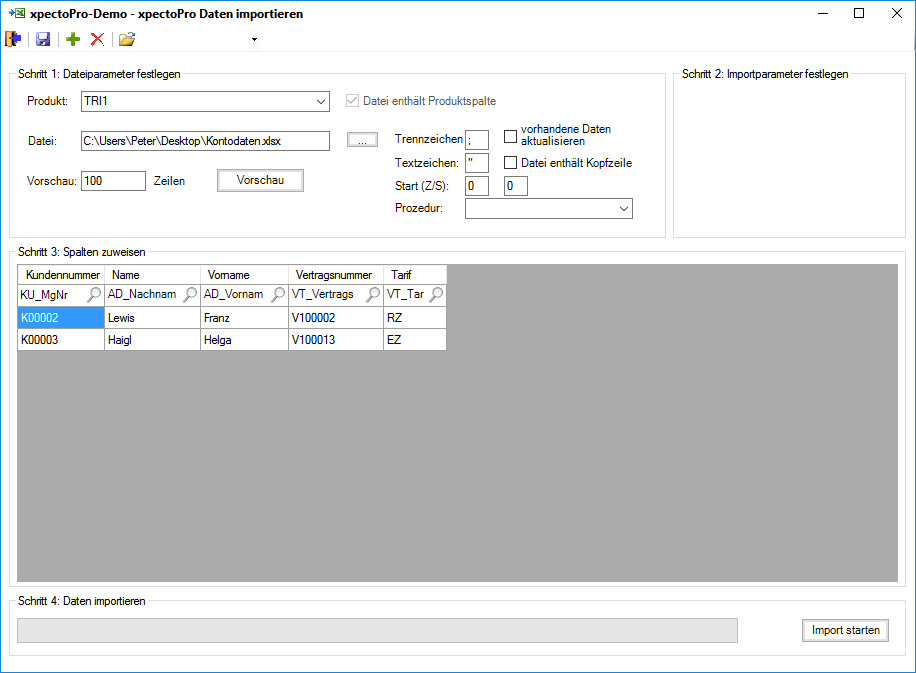 xpectoPro-Demo - xpectoPro Daten importieren
Schritt 1: Dateiparameter festlegen
Produkt: TRI1
Datei enthält Produktspalte
Datei: C:\Users\Peter\Desktop\Kontodaten.xlsx ...
Vorschau: 100 Zeilen Vorschau
Trennzeichen ; vorhandene Daten
aktualisieren
Textzeichen: " Datei enthält Kopfzeile
Start (Z/S): 0 0
Prozedur:
Schritt 2: Importparameter festlegen
Schritt 3: Spalten zuweisen
Kundennummer Name Vorname Vertragsnummer Tarif
KU_MgNr AD_Nachnam AD_Vornam VT_Vertrags VT_Tar
K00002 Lewis Franz V100002 RZ
K00003 Haigl Helga V100013 EZ
Schritt 4: Daten importieren
Import starten